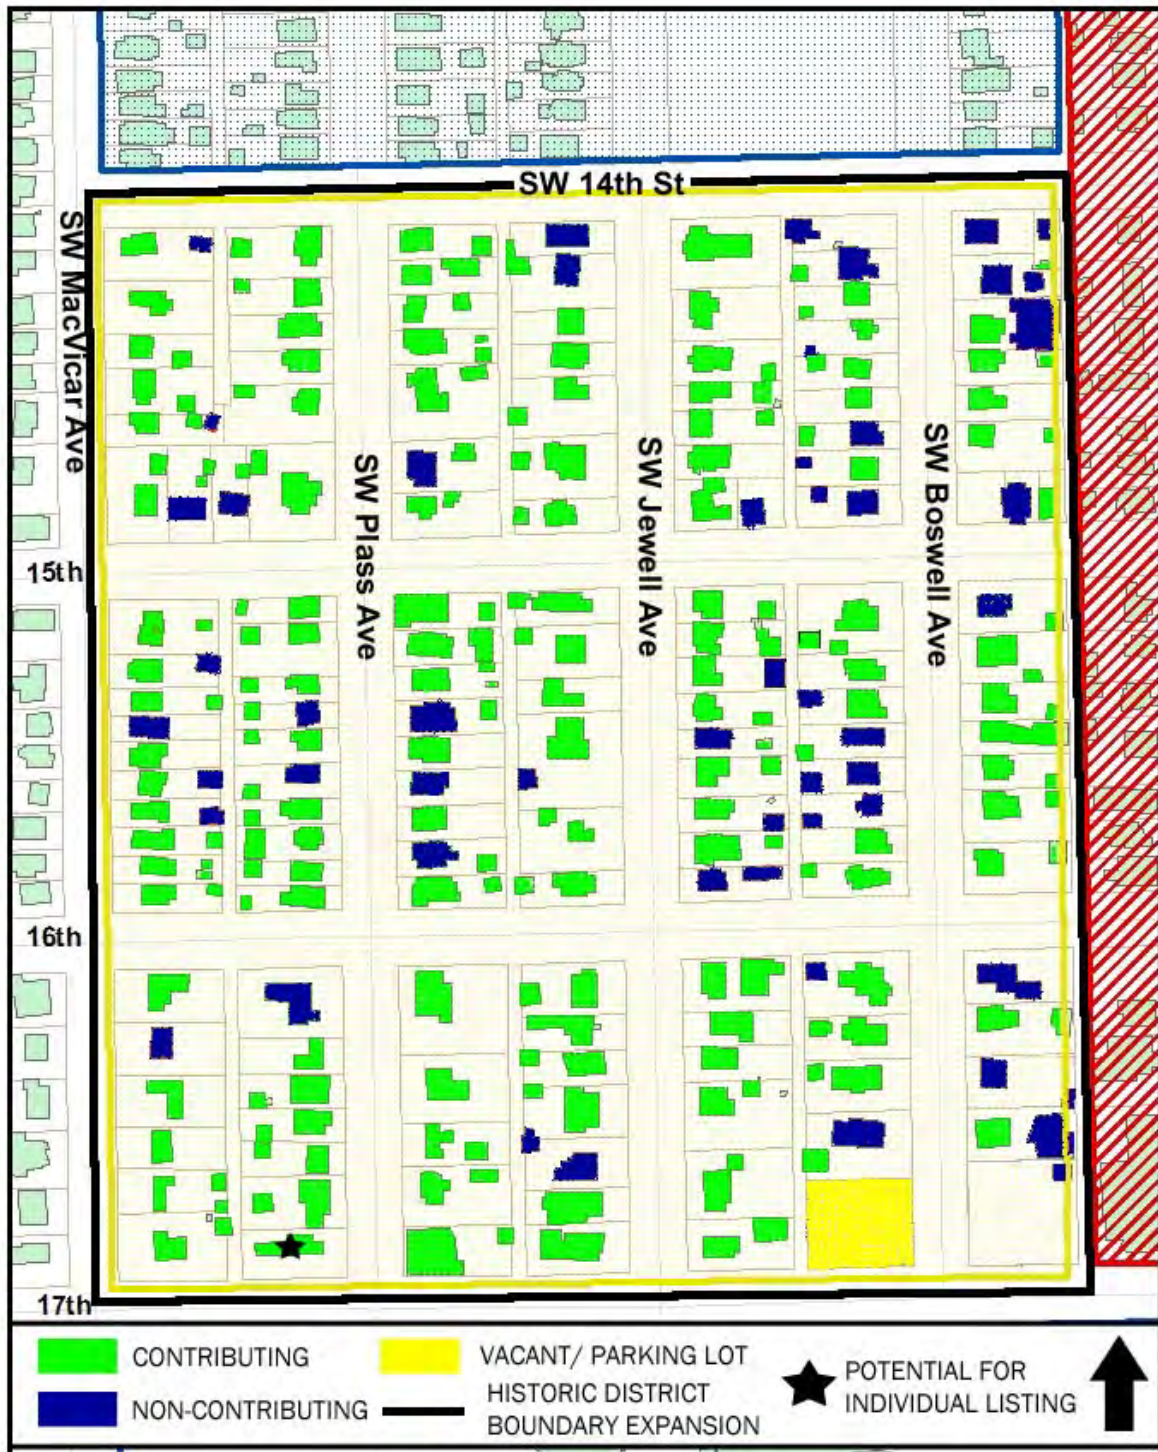 SW 14th St
SW MacVicar Ave
SW Plass Ave
SW Jewell Ave
SW Boswell Ave
15th
16th
17th
CONTRIBUTING
NON-CONTRIBUTING
VACANT/ PARKING LOT
HISTORIC DISTRICT
BOUNDARY EXPANSION
POTENTIAL FOR
INDIVIDUAL LISTING